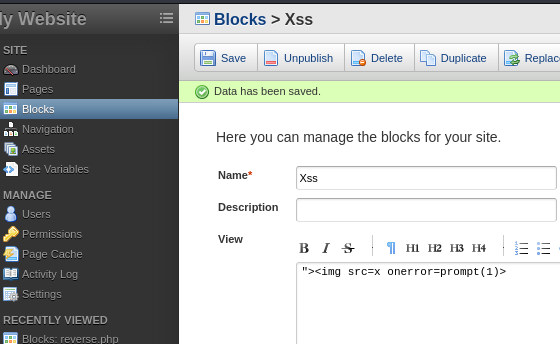 My Website
SITE
Dashboard
Pages
Blocks
Navigation
Assets
Site Variables
MANAGE
Users
Permissions
Page Cache
Activity Log
Settings
RECENTLY VIEWED
Blocks: reverse.php
Blocks > Xss
Save Unpublish Delete Duplicate Replace
Data has been saved.
Here you can manage the blocks for your site.
Name* Xss
Description
View B I S ¶ H1 H2 H3 H4
"><img src=x onerror=prompt(1)>